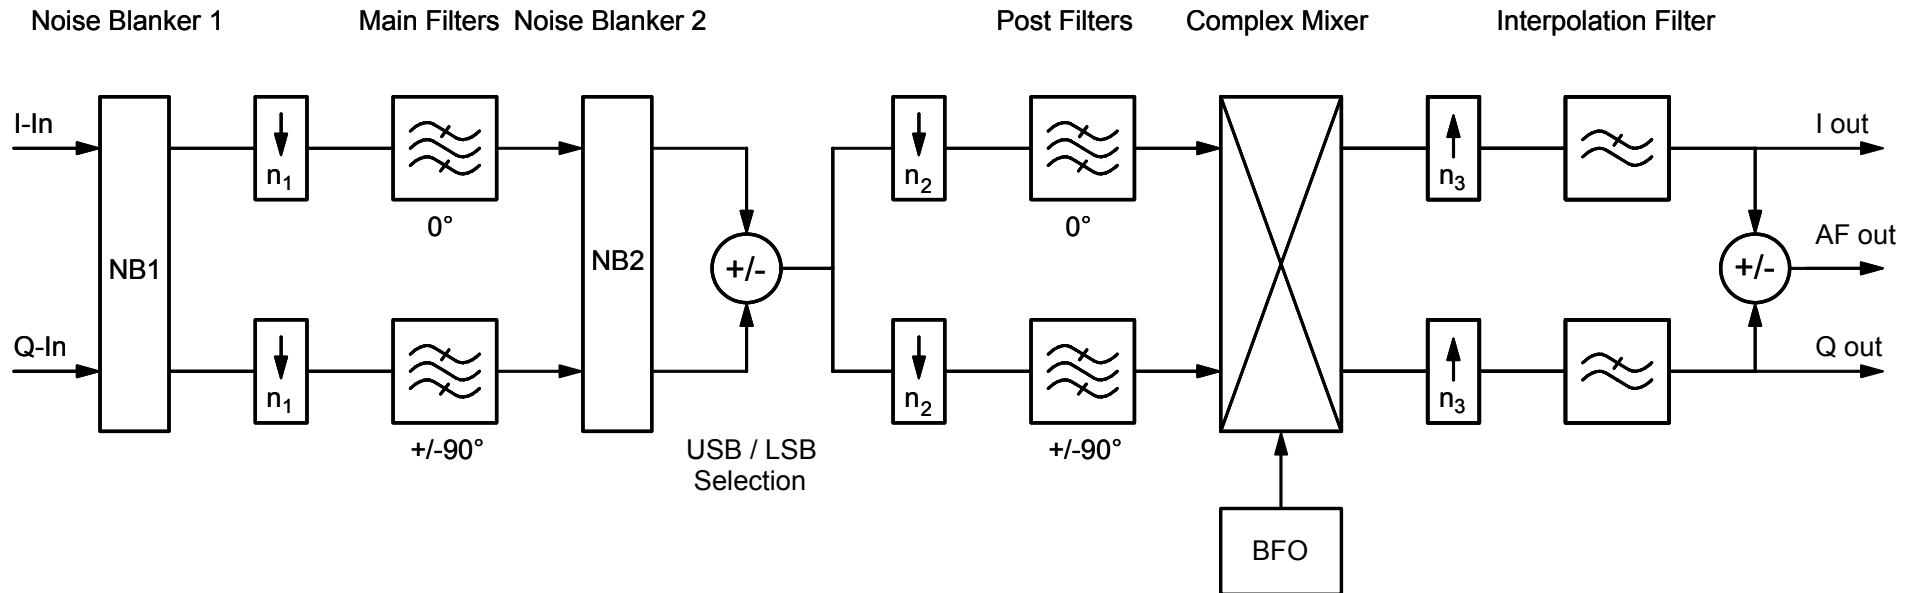 Noise Blanker 1
Main Filters
Noise Blanker 2
Post Filters
Complex Mixer
Interpolation Filter
I-In
n1
n2
n3
I out
0°
0°
NB1
NB2
+/-
+/-
AF out
Q-In
n1
n2
n3
Q out
+/-90°
USB / LSB
Selection
+/-90°
BFO